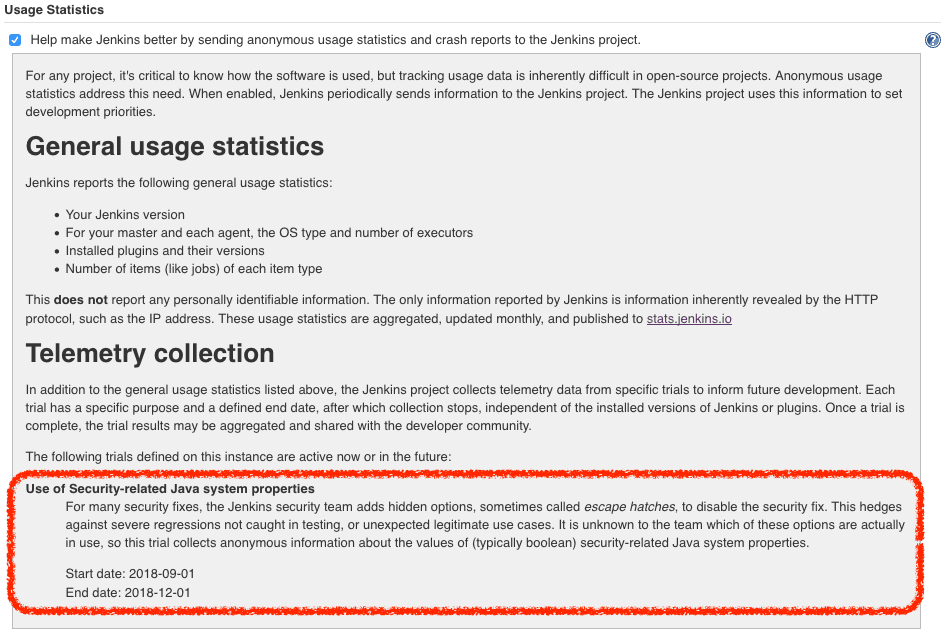 Usage Statistics
Help make Jenkins better by sending anonymous usage statistics and crash reports to the Jenkins project.
?
For any project, it's critical to know how the software is used, but tracking usage data is inherently difficult in open-source projects. Anonymous usage
statistics address this need. When enabled, Jenkins periodically sends information to the Jenkins project. The Jenkins project uses this information to set
development priorities.
General usage statistics
Jenkins reports the following general usage statistics:
• Your Jenkins version
• For your master and each agent, the OS type and number of executors
• Installed plugins and their versions
• Number of items (like jobs) of each item type
This does not report any personally identifiable information. The only information reported by Jenkins is information inherently revealed by the HTTP
protocol, such as the IP address. These usage statistics are aggregated, updated monthly, and published to stats.jenkins.io
Telemetry collection
In addition to the general usage statistics listed above, the Jenkins project collects telemetry data from specific trials to inform future development. Each
trial has a specific purpose and a defined end date, after which collection stops, independent of the installed versions of Jenkins or plugins. Once a trial is
complete, the trial results may be aggregated and shared with the developer community.
The following trials defined on this instance are active now or in the future:
Use of Security-related Java system properties
For many security fixes, the Jenkins security team adds hidden options, sometimes called escape hatches, to disable the security fix. This hedges
against severe regressions not caught in testing, or unexpected legitimate use cases. It is unknown to the team which of these options are actually
in use, so this trial collects anonymous information about the values of (typically boolean) security-related Java system properties.
Start date: 2018-09-01
End date: 2018-12-01